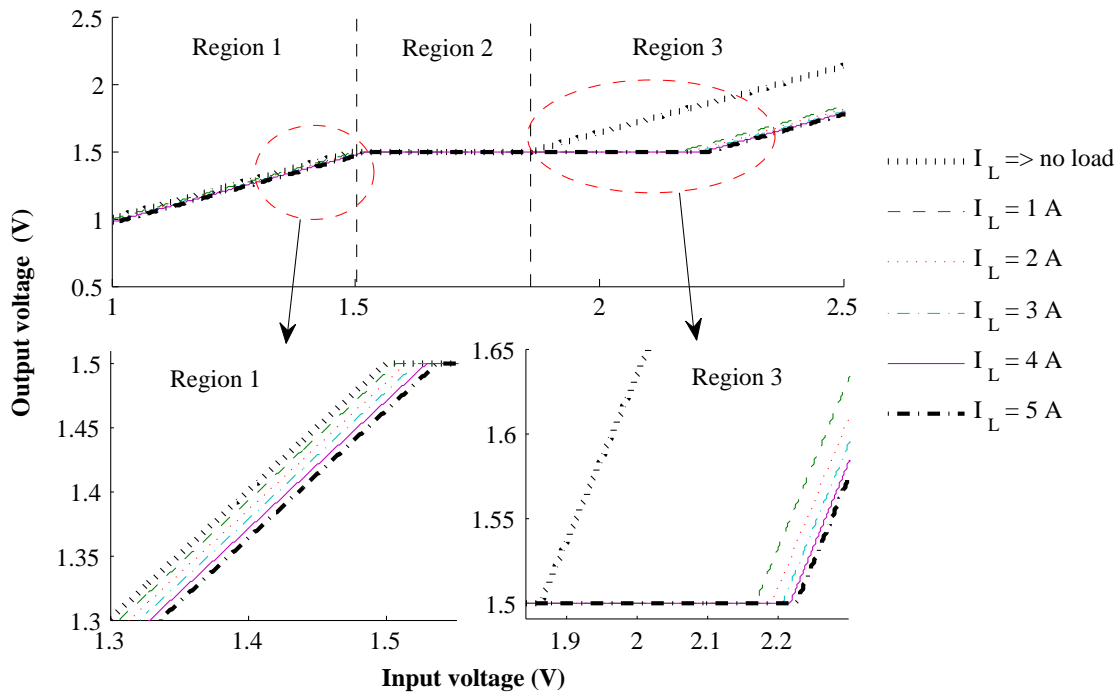 2.5
Region 1
Region 2
Region 3
2
1.5
1
0.5
1
1.5
2
2.5
Output voltage (V)
I L => no load
I L = 1 A
I L = 2 A
I L = 3 A
I L = 4 A
I L = 5 A
1.5
Region 1
1.45
1.4
1.35
1.3
1.3
1.4
1.5
1.65
Region 3
1.6
1.55
1.5
1.9
2
2.1
2.2
Input voltage (V)